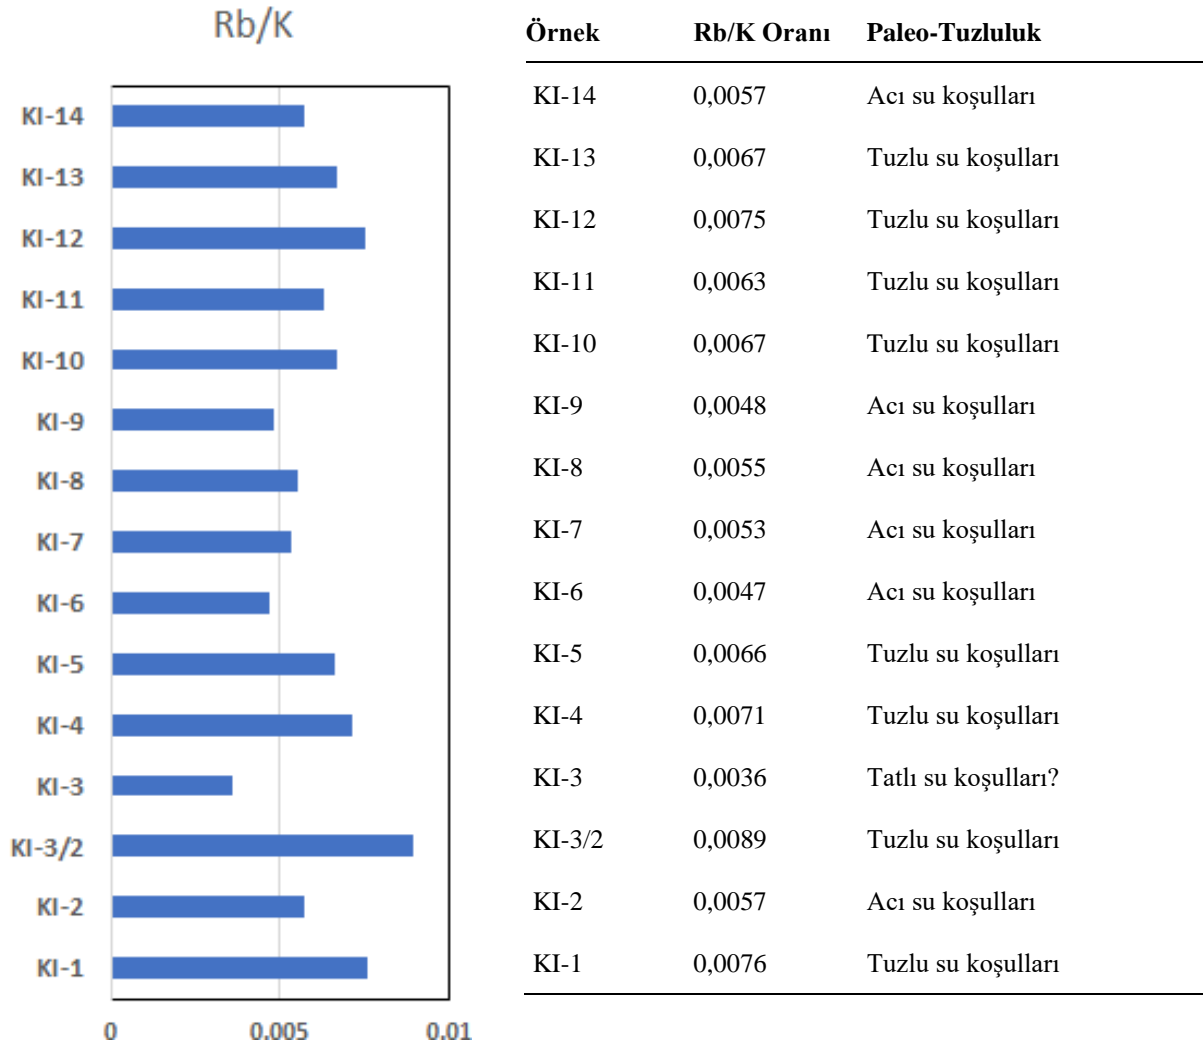 Rb/K
KI-14
KI-13
KI-12
KI-11
KI-10
KI-9
KI-8
KI-7
KI-6
KI-5
KI-4
KI-3
KI-3/2
KI-2
KI-1
0 0.005 0.01
Örnek Rb/K Oranı Paleo-Tuzluluk
KI-14 0,0057 Acı su koşulları
KI-13 0,0067 Tuzlu su koşulları
KI-12 0,0075 Tuzlu su koşulları
KI-11 0,0063 Tuzlu su koşulları
KI-10 0,0067 Tuzlu su koşulları
KI-9 0,0048 Acı su koşulları
KI-8 0,0055 Acı su koşulları
KI-7 0,0053 Acı su koşulları
KI-6 0,0047 Acı su koşulları
KI-5 0,0066 Tuzlu su koşulları
KI-4 0,0071 Tuzlu su koşulları
KI-3 0,0036 Tatlı su koşulları?
KI-3/2 0,0089 Tuzlu su koşulları
KI-2 0,0057 Acı su koşulları
KI-1 0,0076 Tuzlu su koşulları